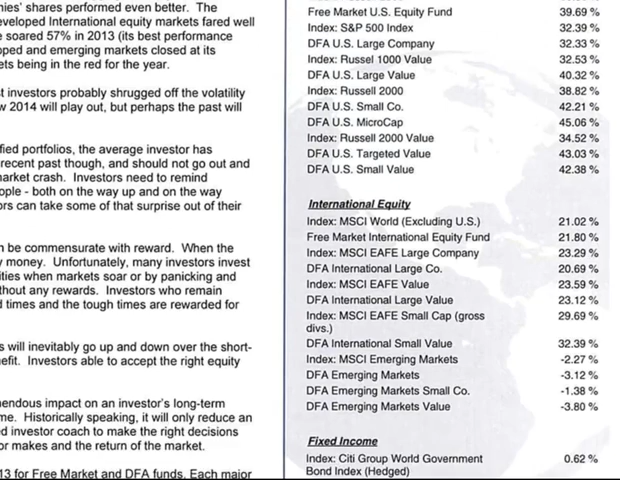 nies' shares performed even better. The
eveloped International equity markets fared well
e soared 57% in 2013 (its best performance
oped and emerging markets closed at its
ets being in the red for the year.
t investors probably shrugged off the volatility
w 2014 will play out, but perhaps the past will
fied portfolios, the average investor has
recent past though, and should not go out and
market crash. Investors need to remind
ople - both on the way up and on the way
ors can take some of that surprise out of their
n be commensurate with reward. When the
y money. Unfortunately, many investors invest
ities when markets soar or by panicking and
thout any rewards. Investors who remain
d times and the tough times are rewarded for
s will inevitably go up and down over the short-
efit. Investors able to accept the right equity
mendous impact on an investor's long-term
me. Historically speaking, it will only reduce an
ed investor coach to make the right decisions
or makes and the return of the market.
13 for Free Market and DFA funds. Each major
Free Market U.S. Equity Fund 39.69 %
Index: S&P 500 Index 32.39 %
DFA U.S. Large Company 32.33 %
Index: Russel 1000 Value 32.53 %
DFA U.S. Large Value 40.32 %
Index: Russell 2000 38.82 %
DFA U.S. Small Co. 42.21 %
DFA U.S. MicroCap 45.06 %
Index: Russell 2000 Value 34.52 %
DFA U.S. Targeted Value 43.03 %
DFA U.S. Small Value 42.38 %
International Equity
Index: MSCI World (Excluding U.S.) 21.02 %
Free Market International Equity Fund 21.80 %
Index: MSCI EAFE Large Company 23.29 %
DFA International Large Co. 20.69 %
Index: MSCI EAFE Value 23.59 %
DFA International Large Value 23.12 %
Index: MSCI EAFE Small Cap (gross 29.69 %
divs.)
DFA International Small Value 32.39 %
Index: MSCI Emerging Markets -2.27 %
DFA Emerging Markets -3.12 %
DFA Emerging Markets Small Co. -1.38 %
DFA Emerging Markets Value -3.80 %
Fixed Income
Index: Citi Group World Government 0.62 %
Bond Index (Hedged)